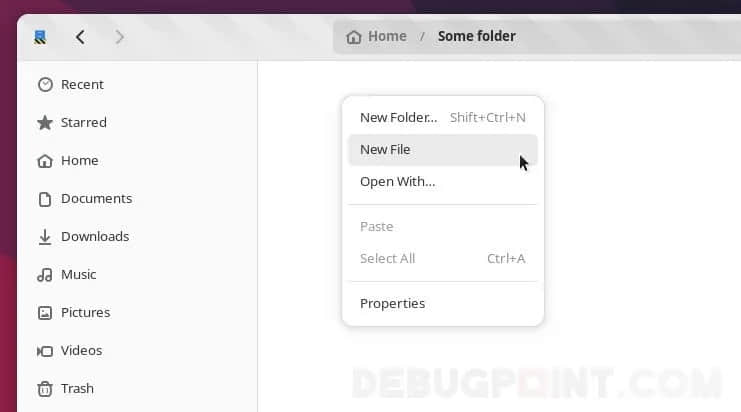 Home / Some folder
Recent
Starred
Home
Documents
Downloads
Music
Pictures
Videos
Trash
New Folder... Shift+Ctrl+N
New File
Open With...
Paste
Select All Ctrl+A
Properties
DEBUGPOINT.COM